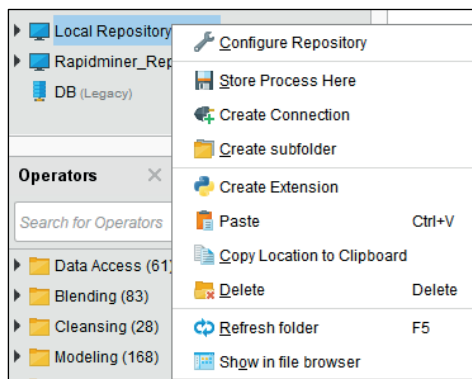 Local Repository
Rapidminer_Rep
DB (Legacy)
Configure Repository
Store Process Here
Create Connection
Create subfolder
Create Extension
Paste Ctrl+V
Copy Location to Clipboard
Delete Delete
Refresh folder F5
Show in file browser
Operators
Search for Operators
Data Access (61)
Blending (83)
Cleansing (28)
Modeling (168)